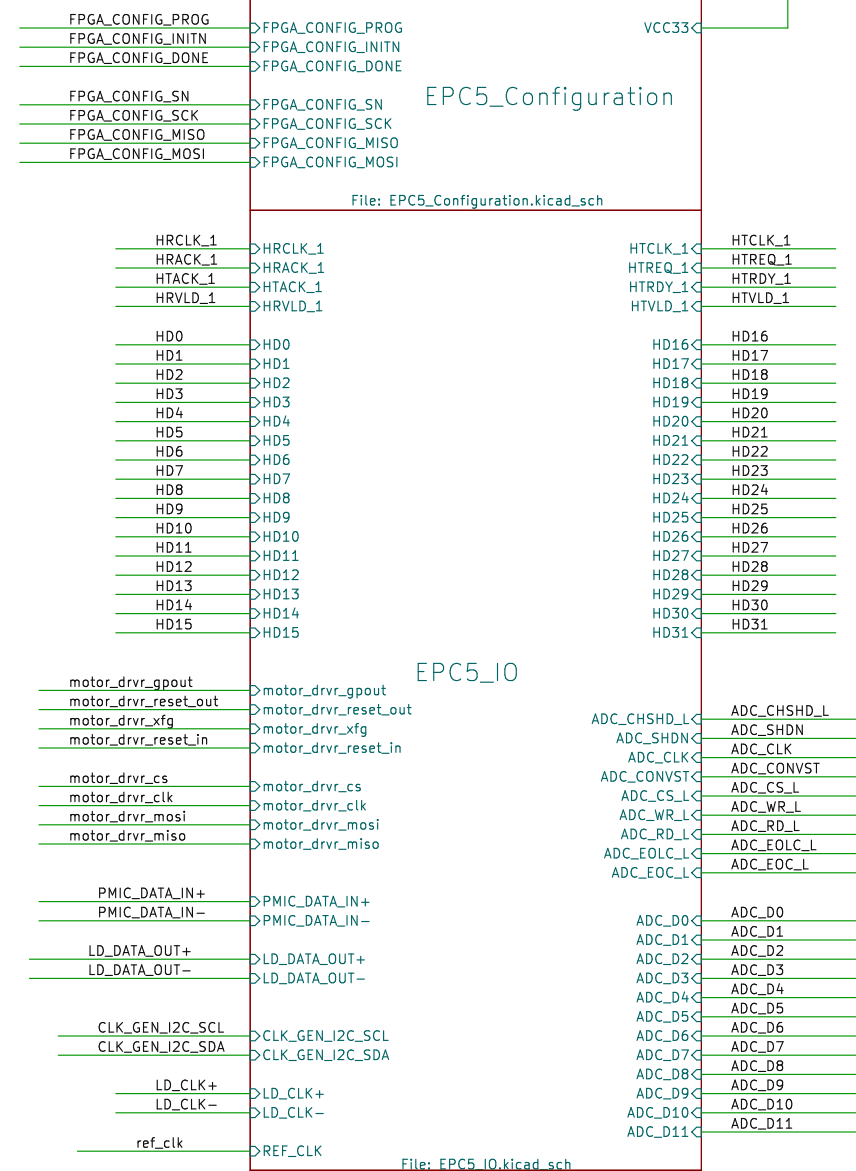 FPGA_CONFIG_PROG
FPGA_CONFIG_INITN
FPGA_CONFIG_DONE
FPGA_CONFIG_SN
FPGA_CONFIG_SCK
FPGA_CONFIG_MISO
FPGA_CONFIG_MOSI
FPGA_CONFIG_PROG
FPGA_CONFIG_INITN
FPGA_CONFIG_DONE
FPGA_CONFIG_SN
FPGA_CONFIG_SCK
FPGA_CONFIG_MISO
FPGA_CONFIG_MOSI
VCC33
EPC5_Configuration
File: EPC5_Configuration.kicad_sch
HRCLK_1
HRACK_1
HTACK_1
HRVLD_1
HRCLK_1
HRACK_1
HTACK_1
HRVLD_1
HTCLK_1
HTREQ_1
HTRDY_1
HTVLD_1
HTCLK_1
HTREQ_1
HTRDY_1
HTVLD_1
HD0
HD1
HD2
HD3
HD4
HD5
HD6
HD7
HD8
HD9
HD10
HD11
HD12
HD13
HD14
HD15
HD0
HD1
HD2
HD3
HD4
HD5
HD6
HD7
HD8
HD9
HD10
HD11
HD12
HD13
HD14
HD15
HD16
HD17
HD18
HD19
HD20
HD21
HD22
HD23
HD24
HD25
HD26
HD27
HD28
HD29
HD30
HD31
HD16
HD17
HD18
HD19
HD20
HD21
HD22
HD23
HD24
HD25
HD26
HD27
HD28
HD29
HD30
HD31
EPC5_IO
motor_drvr_gpout
motor_drvr_reset_out
motor_drvr_xfg
motor_drvr_reset_in
motor_drvr_cs
motor_drvr_clk
motor_drvr_mosi
motor_drvr_miso
motor_drvr_gpout
motor_drvr_reset_out
motor_drvr_xfg
motor_drvr_reset_in
motor_drvr_cs
motor_drvr_clk
motor_drvr_mosi
motor_drvr_miso
ADC_CHSHD_L
ADC_SHDN
ADC_CLK
ADC_CONVST
ADC_CS_L
ADC_WR_L
ADC_RD_L
ADC_EOLC_L
ADC_EOC_L
ADC_CHSHD_L
ADC_SHDN
ADC_CLK
ADC_CONVST
ADC_CS_L
ADC_WR_L
ADC_RD_L
ADC_EOLC_L
ADC_EOC_L
PMIC_DATA_IN+
PMIC_DATA_IN-
LD_DATA_OUT+
LD_DATA_OUT-
CLK_GEN_I2C_SCL
CLK_GEN_I2C_SDA
LD_CLK+
LD_CLK-
ref_clk
PMIC_DATA_IN+
PMIC_DATA_IN-
LD_DATA_OUT+
LD_DATA_OUT-
CLK_GEN_I2C_SCL
CLK_GEN_I2C_SDA
LD_CLK+
LD_CLK-
REF_CLK
ADC_D0
ADC_D1
ADC_D2
ADC_D3
ADC_D4
ADC_D5
ADC_D6
ADC_D7
ADC_D8
ADC_D9
ADC_D10
ADC_D11
ADC_D0
ADC_D1
ADC_D2
ADC_D3
ADC_D4
ADC_D5
ADC_D6
ADC_D7
ADC_D8
ADC_D9
ADC_D10
ADC_D11
File: EPC5_IO.kicad_sch